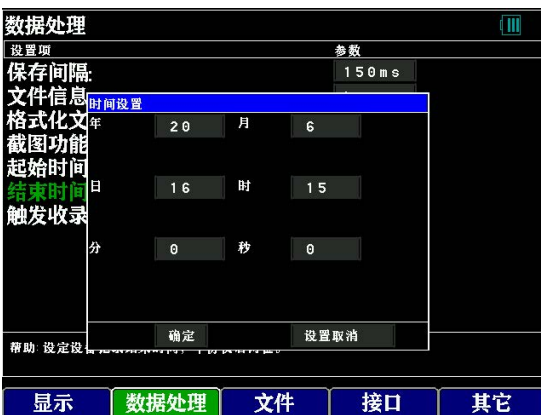 数据处理
设置项 参数
保存间隔: 150ms
文件信息
格式化文
截图功能
起始时间
结束时间
触发收录
时间设置
年 20 月 6
日 16 时 15
分 0 秒 0
确定 设置取消
帮助: 设定设
显示 数据处理 文件 接口 其它